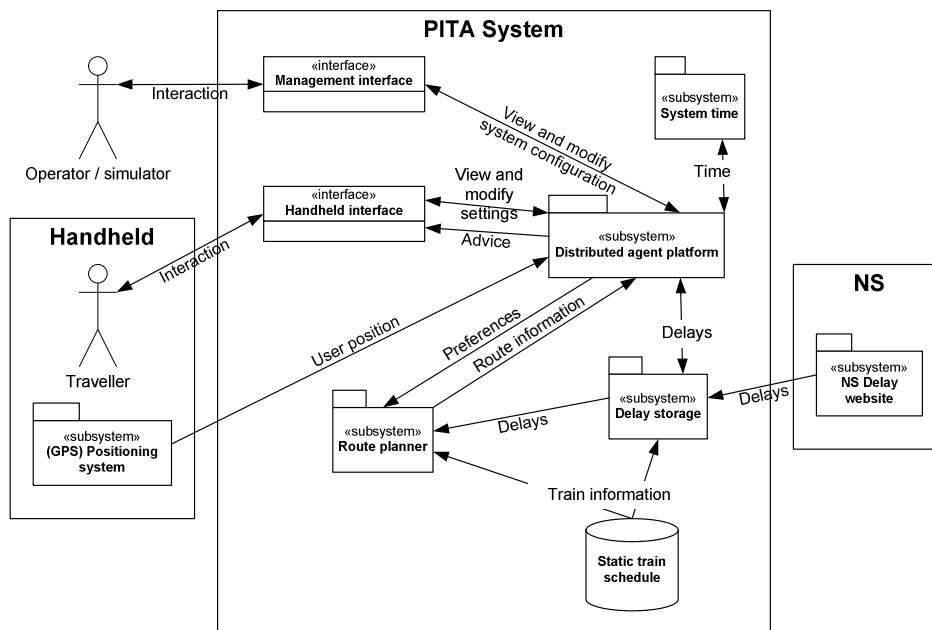 PITA System
«interface»
Management interface
Interaction
Operator / simulator
View and modify
system configuration
«subsystem»
System time
Time
«interface»
Handheld interface
View and
modify
settings
Advice
«subsystem»
Distributed agent platform
Handheld
Interaction
Traveller
«subsystem»
(GPS) Positioning
system
User position
Preferences
Route information
Delays
NS
«subsystem»
NS Delay
website
Delays
«subsystem»
Delay storage
Delays
«subsystem»
Route planner
Train information
Static train
schedule